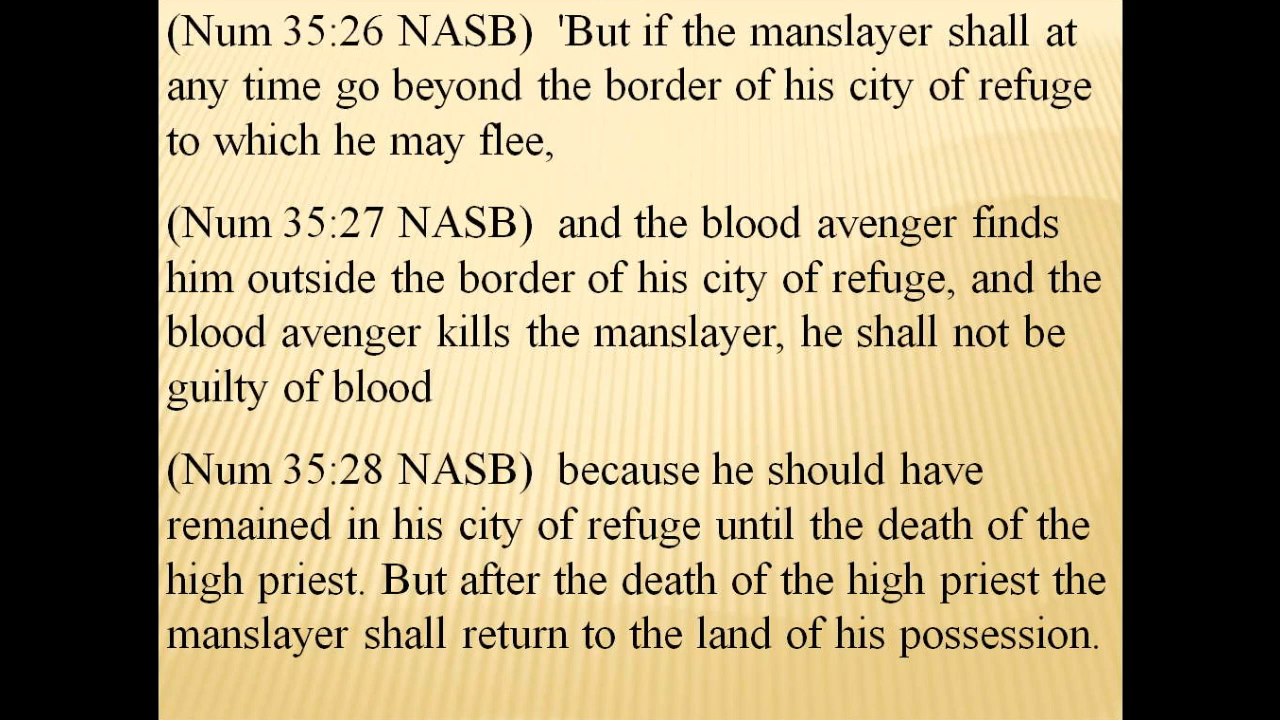 (Num 35:26 NASB)  'But if the manslayer shall at
any time go beyond the border of his city of refuge
to which he may flee,
(Num 35:27 NASB)  and the blood avenger finds
him outside the border of his city of refuge, and the
blood avenger kills the manslayer, he shall not be
guilty of blood
(Num 35:28 NASB)  because he should have
remained in his city of refuge until the death of the
high priest. But after the death of the high priest the
manslayer shall return to the land of his possession.